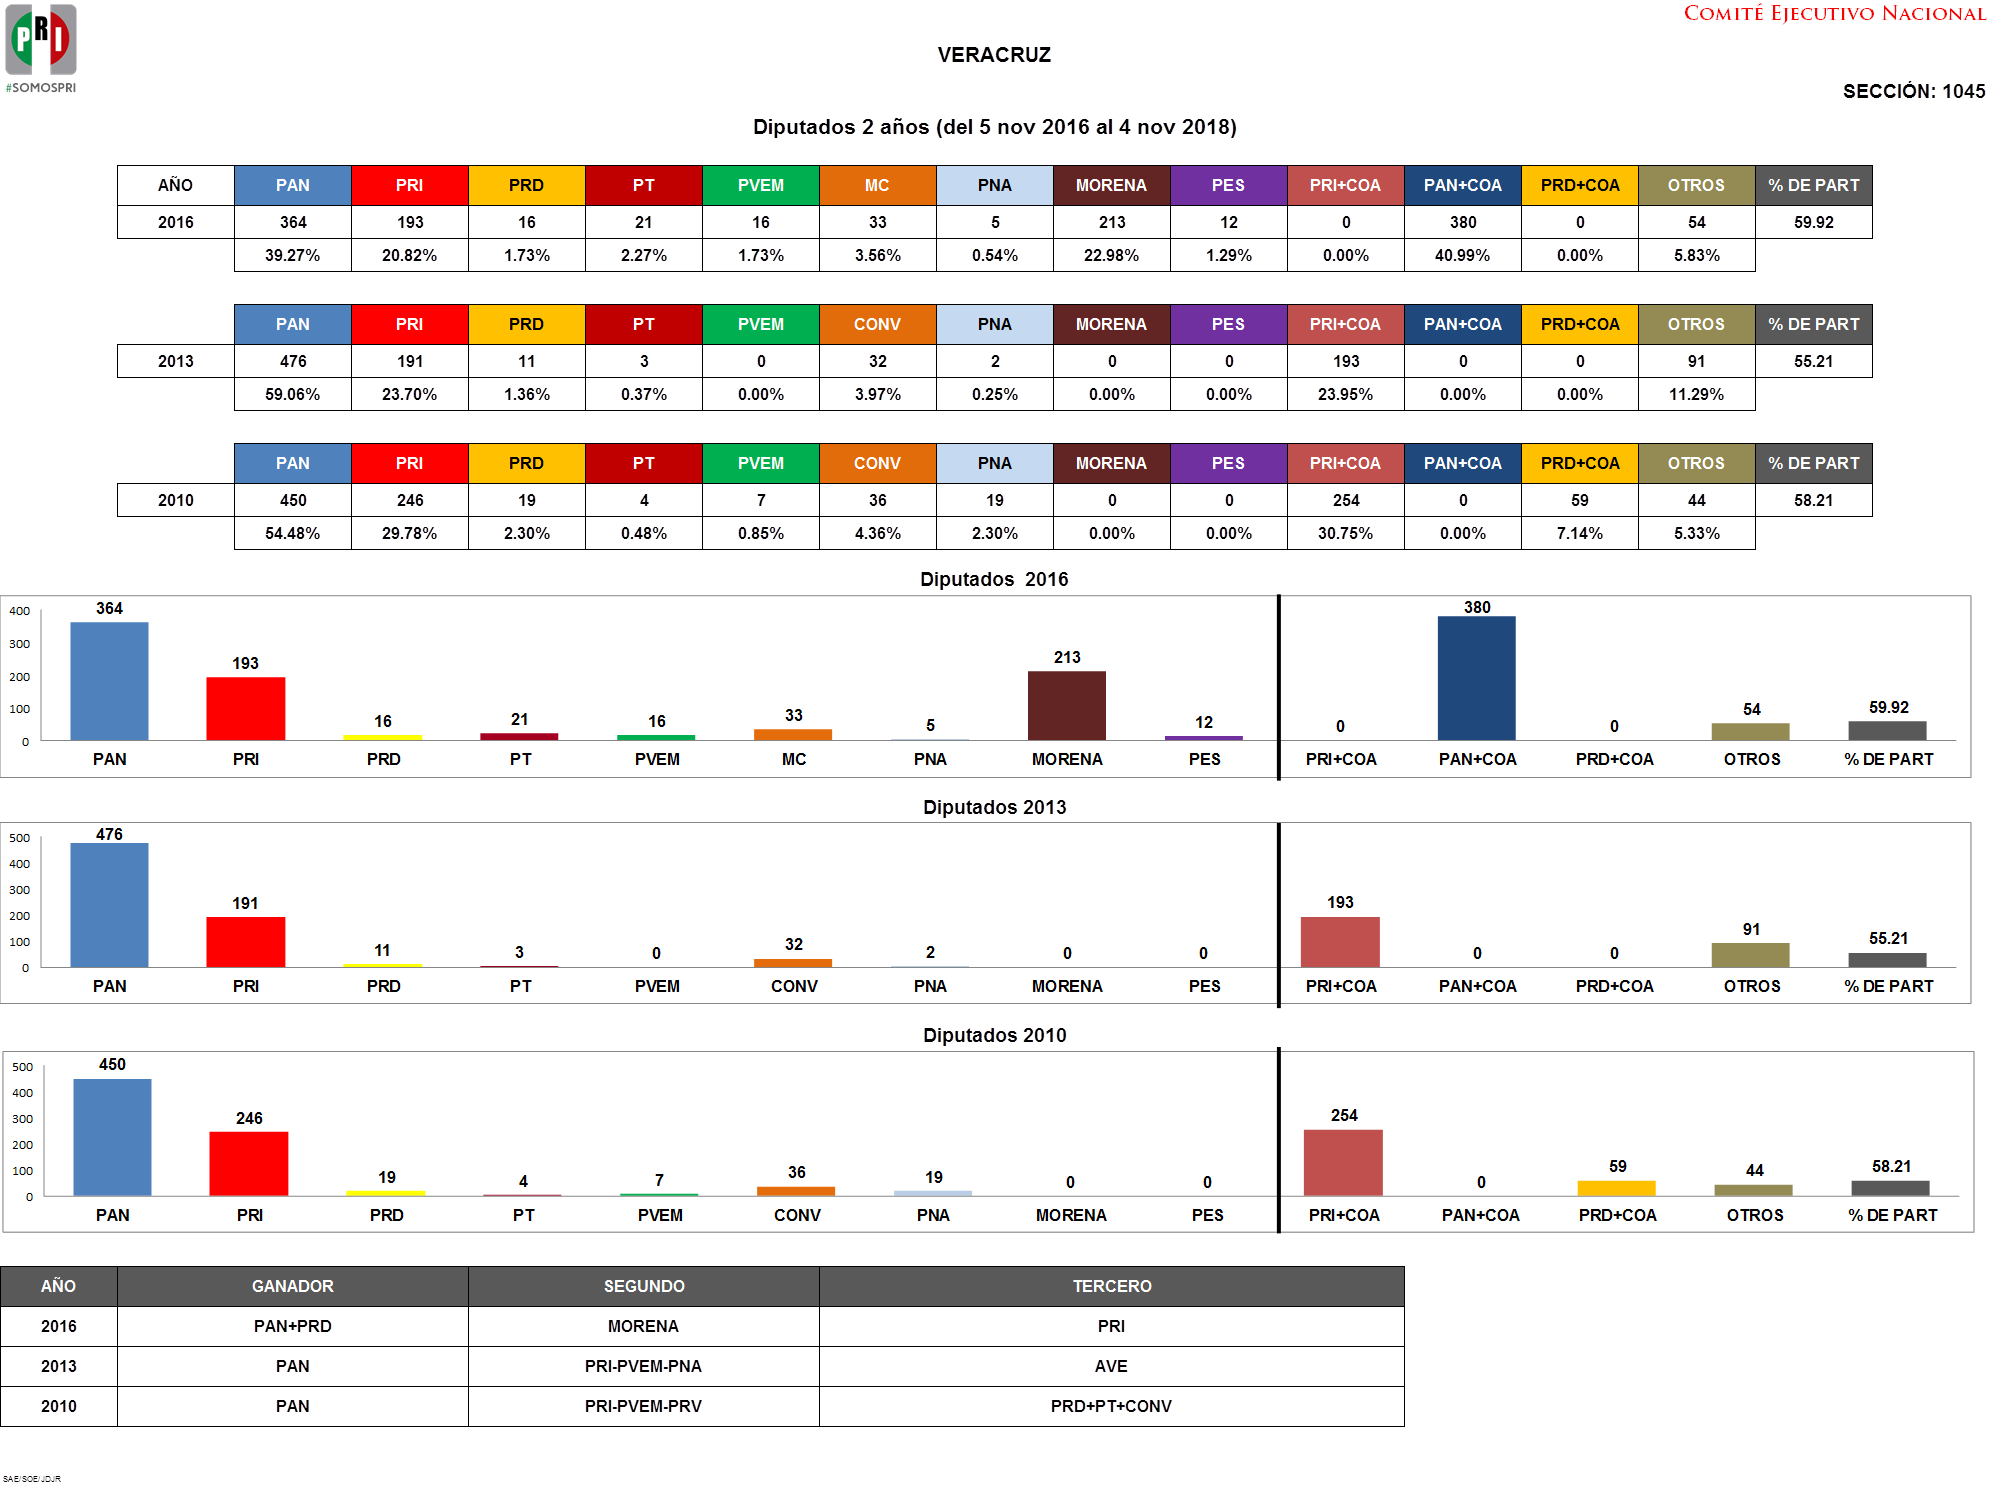 PRI
#SOMOSPRI
COMITÉ EJECUTIVO NACIONAL
VERACRUZ
SECCIÓN: 1045
Diputados 2 años (del 5 nov 2016 al 4 nov 2018)
AÑO PAN PRI PRD PT PVEM MC PNA MORENA PES PRI+COA PAN+COA PRD+COA OTROS % DE PART
2016 364 193 16 21 16 33 5 213 12 0 380 0 54 59.92
39.27% 20.82% 1.73% 2.27% 1.73% 3.56% 0.54% 22.98% 1.29% 0.00% 40.99% 0.00% 5.83%
PAN PRI PRD PT PVEM CONV PNA MORENA PES PRI+COA PAN+COA PRD+COA OTROS % DE PART
2013 476 191 11 3 0 32 2 0 0 193 0 0 91 55.21
59.06% 23.70% 1.36% 0.37% 0.00% 3.97% 0.25% 0.00% 0.00% 23.95% 0.00% 0.00% 11.29%
PAN PRI PRD PT PVEM CONV PNA MORENA PES PRI+COA PAN+COA PRD+COA OTROS % DE PART
2010 450 246 19 4 7 36 19 0 0 254 0 59 44 58.21
54.48% 29.78% 2.30% 0.48% 0.85% 4.36% 2.30% 0.00% 0.00% 30.75% 0.00% 7.14% 5.33%
Diputados 2016
400
300
200
100
0
364 193 16 21 16 33 5 213 12 0 380 0 54 59.92
PAN PRI PRD PT PVEM MC PNA MORENA PES PRI+COA PAN+COA PRD+COA OTROS % DE PART
Diputados 2013
500
400
300
200
100
0
476 191 11 3 0 32 2 0 0 193 0 0 91 55.21
PAN PRI PRD PT PVEM CONV PNA MORENA PES PRI+COA PAN+COA PRD+COA OTROS % DE PART
Diputados 2010
500
400
300
200
100
0
450 246 19 4 7 36 19 0 0 254 0 59 44 58.21
PAN PRI PRD PT PVEM CONV PNA MORENA PES PRI+COA PAN+COA PRD+COA OTROS % DE PART
AÑO GANADOR SEGUNDO TERCERO
2016 PAN+PRD MORENA PRI
2013 PAN PRI-PVEM-PNA AVE
2010 PAN PRI-PVEM-PRV PRD+PT+CONV
SAE/SOE/JDJR